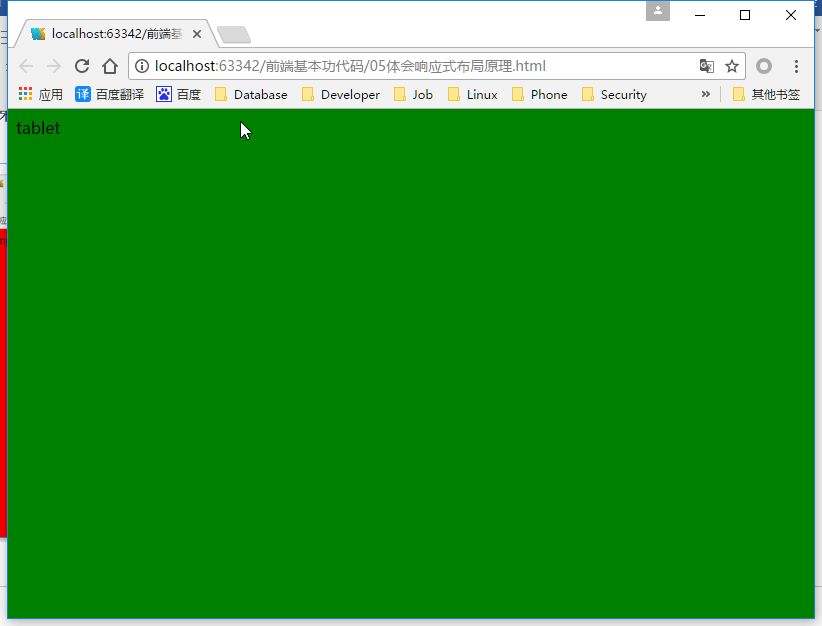 localhost:63342/前端基
localhost:63342/前端基本功代码/05体会响应式布局原理.html
应用 译 百度翻译 百度 Database Developer Job Linux Phone Security » 其他书签
tablet